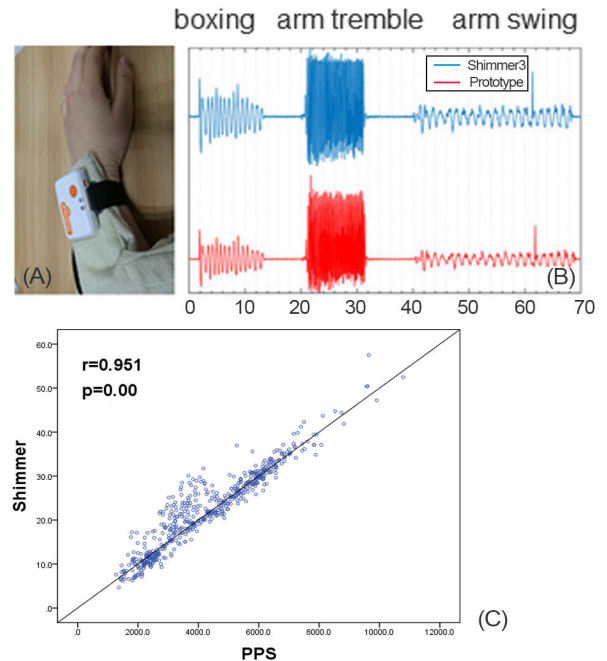 boxing arm tremble arm swing
Shimmer3
Prototype
(A)
(B)
0 10 20 30 40 50 60 70
r=0.951
p=0.00
60.0
50.0
40.0
30.0
20.0
10.0
.0
Shimmer
.0 2000.0 4000.0 6000.0 8000.0 10000.0 12000.0
PPS
(C)